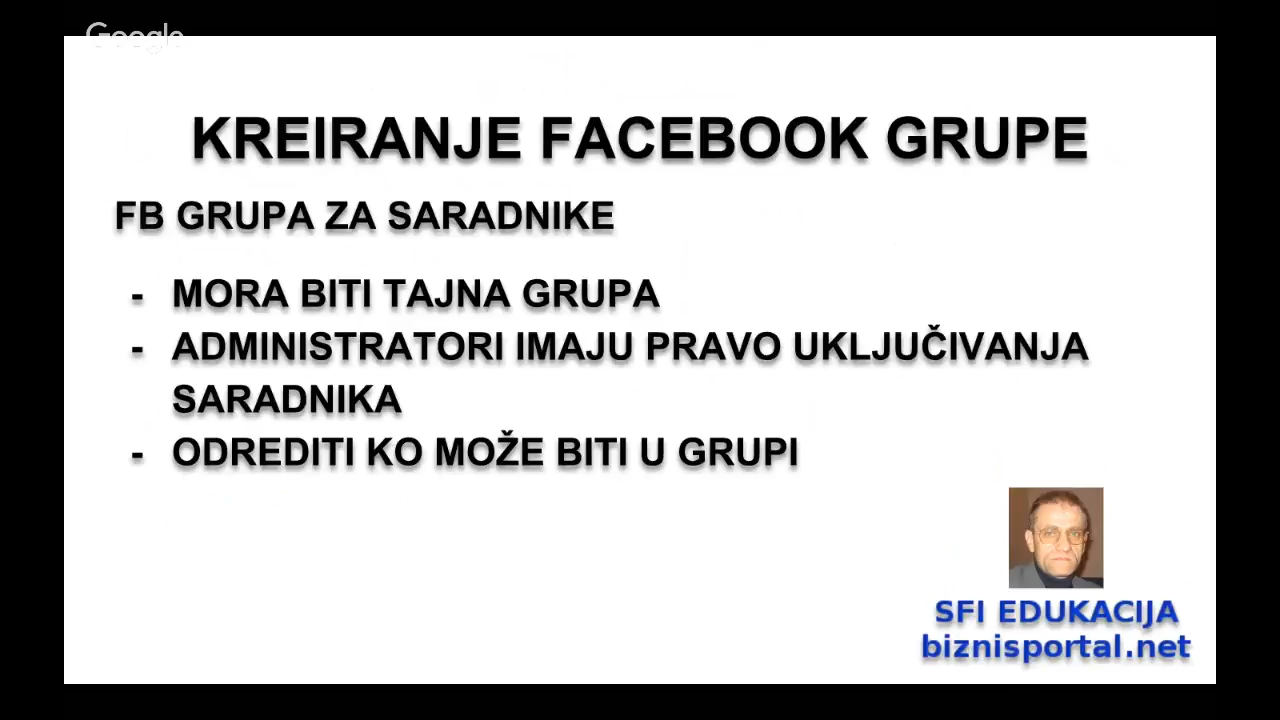 Google
KREIRANJE FACEBOOK GRUPE
FB GRUPA ZA SARADNIKE
- MORA BITI TAJNA GRUPA
- ADMINISTRATORI IMAJU PRAVO UKLJUČIVANJA
SARADNIKA
- ODREDITI KO MOŽE BITI U GRUPI
SFI EDUKACIJA
biznisportal.net